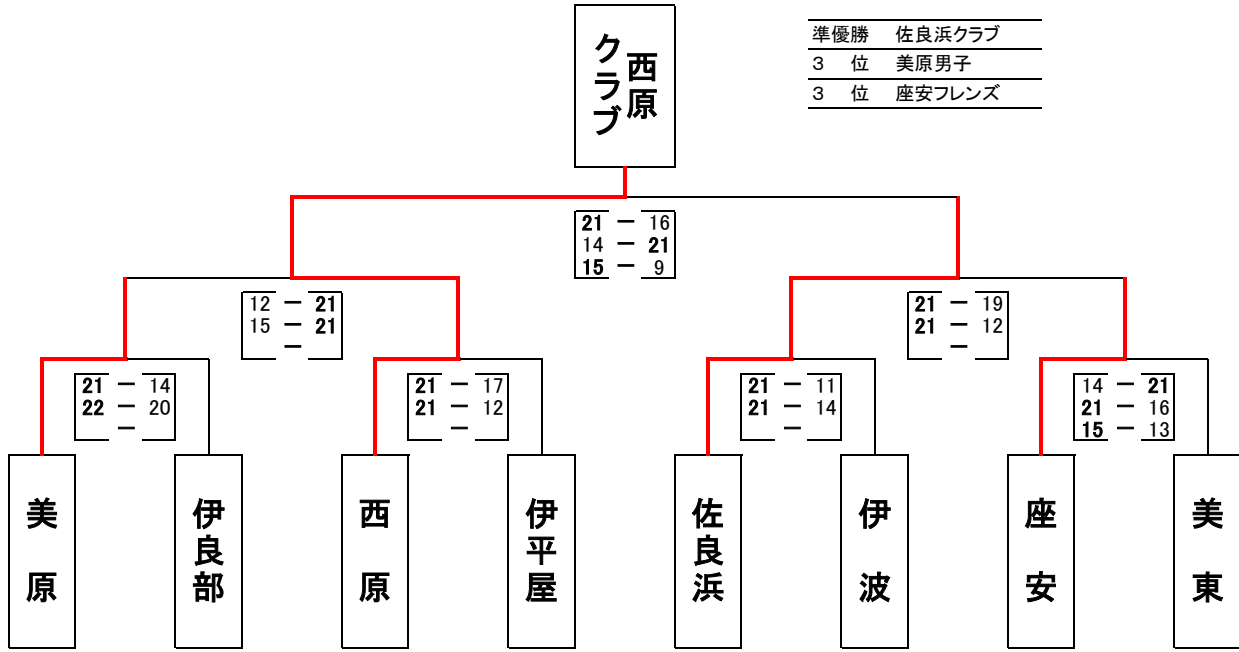 西原
クラブ
準優勝 佐良浜クラブ
3 位 美原男子
3 位 座安フレンズ
21 ー 16
14 ー 21
15 ー 9
12 ー 21
15 ー 21
ー
21 ー 19
21 ー 12
ー
21 ー 14
22 ー 20
ー
21 ー 17
21 ー 12
ー
21 ー 11
21 ー 14
ー
14 ー 21
21 ー 16
15 ー 13
美原
伊良部
西原
伊平屋
佐良浜
伊波
座安
美東